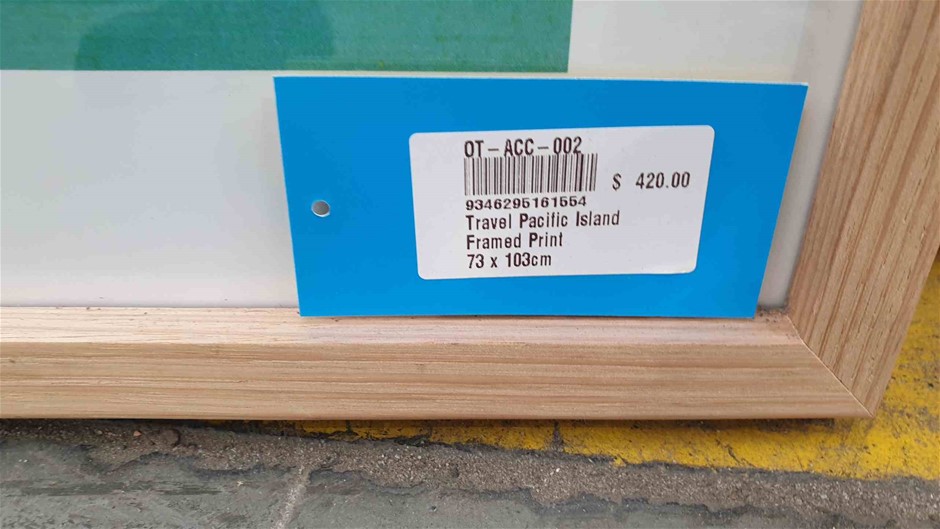 OT-ACC-002
$ 420.00
9346295161554
Travel Pacific Island
Framed Print
73 x 103cm